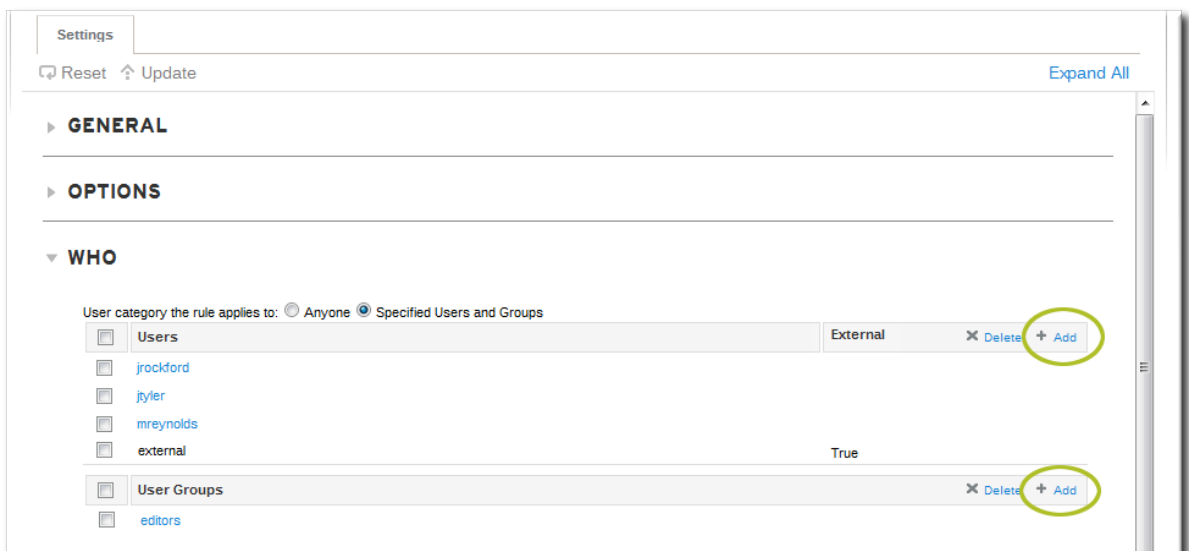 Settings
Reset Update Expand All
GENERAL
OPTIONS
WHO
User category the rule applies to: Anyone Specified Users and Groups
Users External Delete Add
jrockford
jtyler
mreynolds
external True
User Groups Delete Add
editors